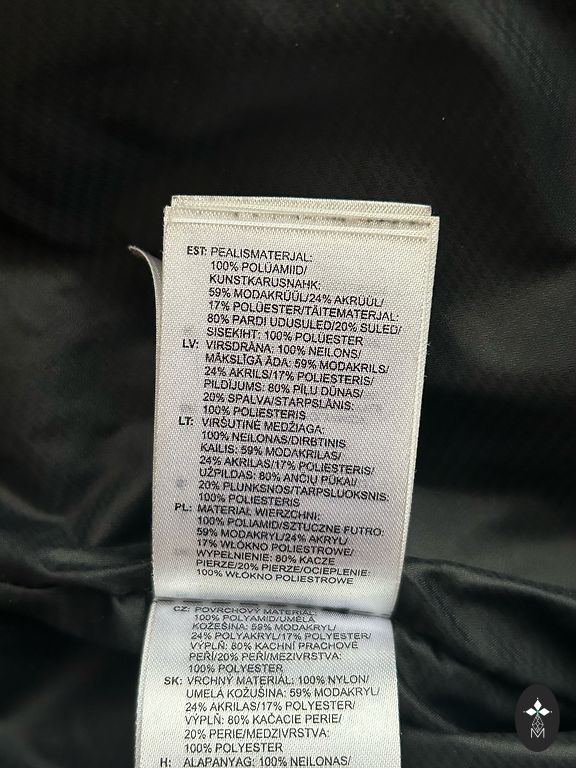 EST: PEALISMATERJAL:
100% POLÜAMIID/
KUNSTKARUSNAHK:
59% MODAKRÜÜL/24% AKRÜÜL/
17% POLÜESTER/TÄITEMATERJAL:
80% PARDI UDUSULED/20% SULED/
SISEKIHT: 100% POLÜESTER
LV: VIRSDRĀNA: 100% NEILONS/
MĀKSLĪGA ĀDA: 59% MODAKRILS/
24% AKRILS/17% POLIESTERIS/
PILDĪJUMS: 80% PĪĻU DŪNAS/
20% SPALVA/STARPSLĀNIS:
100% POLIESTERIS
LT: VIRŠUTINĖ MEDŽIAGA:
100% NEILONAS/DIRBTINIS
KAILIS: 59% MODAKRILAS/
24% AKRILAS/17% POLIESTERIS/
UŽPILDAS: 80% ANČIŲ PŪKAI/
20% PLUNKSNOS/TARPSLUOKSNIS:
100% POLIESTERIS
PL: MATERIAŁ WIERZCHNI:
100% POLIAMID/SZTUCZNE FUTRO:
59% MODAKRYL/24% AKRYL/
17% WŁÓKNO POLIESTROWE/
WYPEŁNIENIE: 80% KACZE
PIERZE/20% PIERZE/OCIEPLENIE:
100% WŁÓKNO POLIESTROWE
CZ: POVRCHOVÝ MATERIÁL:
100% POLYAMID/UMĚLÁ
KOŽEŠINA: 59% MODAKRYL/
24% POLYAKRYL/17% POLYESTER/
VÝPLŇ: 80% KACHNÍ PRACHOVÉ
PEŘÍ/20% PEŘÍ/MEZIVRSTVA:
100% POLYESTER
SK: VRCHNÝ MATERIÁL: 100% NYLON/
UMELÁ KOŽUŠINA: 59% MODAKRYL/
24% AKRILAS/17% POLYESTER/
VÝPLŇ: 80% KAČACIE PERIE/
20% PERIE/MEDZIVRSTVA:
100% POLYESTER
H: ALAPANYAG: 100% NEILONAS/
M